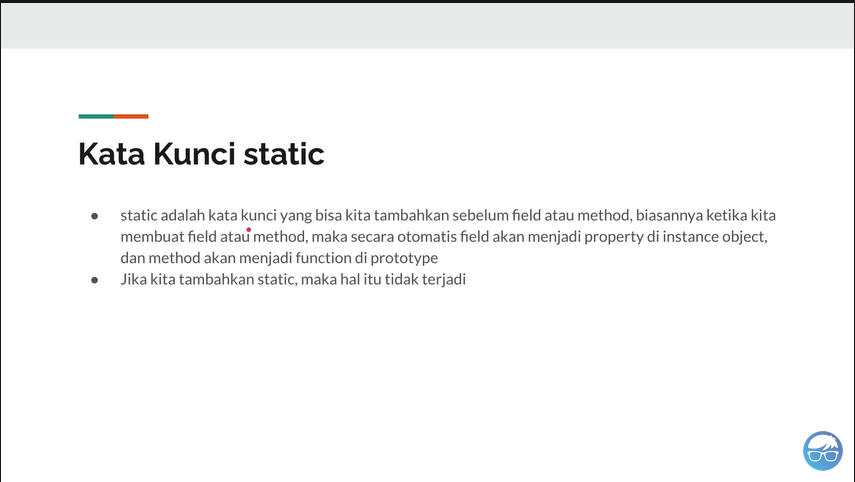 Kata Kunci static
● static adalah kata kunci yang bisa kita tambahkan sebelum field atau method, biasannya ketika kita
membuat field atau method, maka secara otomatis field akan menjadi property di instance object,
dan method akan menjadi function di prototype
● Jika kita tambahkan static, maka hal itu tidak terjadi